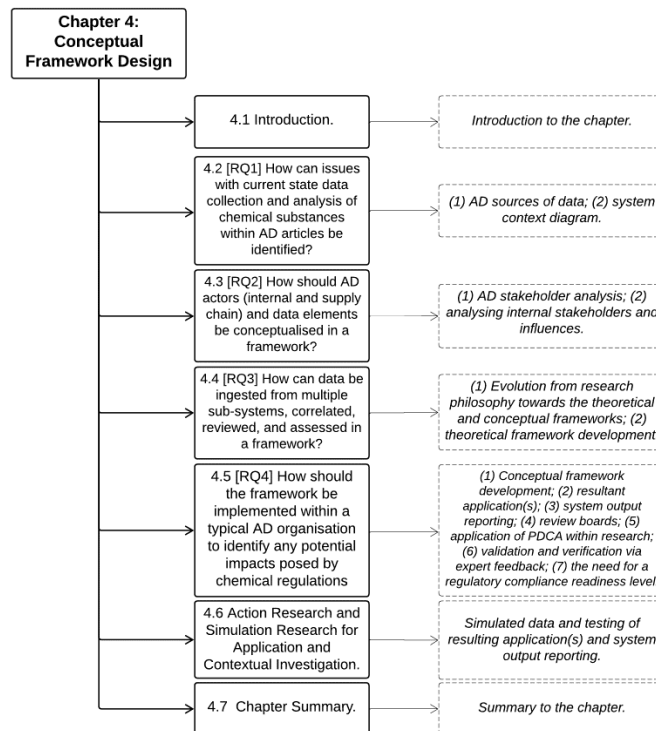 Chapter 4:
Conceptual
Framework Design
4.1 Introduction.
Introduction to the chapter.
4.2 [RQ1] How can issues
with current state data
collection and analysis of
chemical substances
within AD articles be
identified?
(1) AD sources of data; (2) system
context diagram.
4.3 [RQ2] How should AD
actors (internal and supply
chain) and data elements
be conceptualised in a
framework?
(1) AD stakeholder analysis; (2)
analysing internal stakeholders and
influences.
4.4 [RQ3] How can data be
ingested from multiple
sub-systems, correlated,
reviewed, and assessed in
a framework?
(1) Evolution from research
philosophy towards the theoretical
and conceptual frameworks; (2)
theoretical framework development
4.5 [RQ4] How should
the framework be
implemented within a
typical AD organisation
to identify any potential
impacts posed by
chemical regulations
(1) Conceptual framework
development; (2) resultant
application(s); (3) system output
reporting; (4) review boards; (5)
application of PDCA within research;
(6) validation and verification via
expert feedback; (7) the need for a
regulatory compliance readiness level
4.6 Action Research and
Simulation Research for
Application and
Contextual Investigation.
Simulated data and testing of
resulting application(s) and system
output reporting.
4.7 Chapter Summary.
Summary to the chapter.